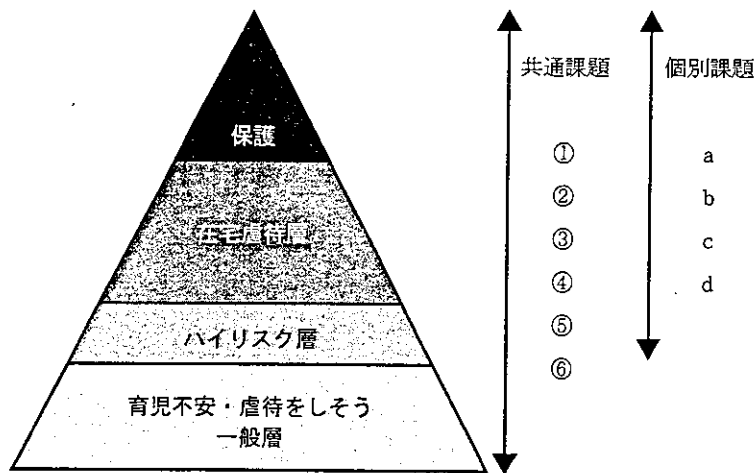 保護
在宅虐待層
ハイリスク層
育児不安・虐待をしそう
一般層
共通課題
①
②
③
④
⑤
⑥
個別課題
a
b
c
d